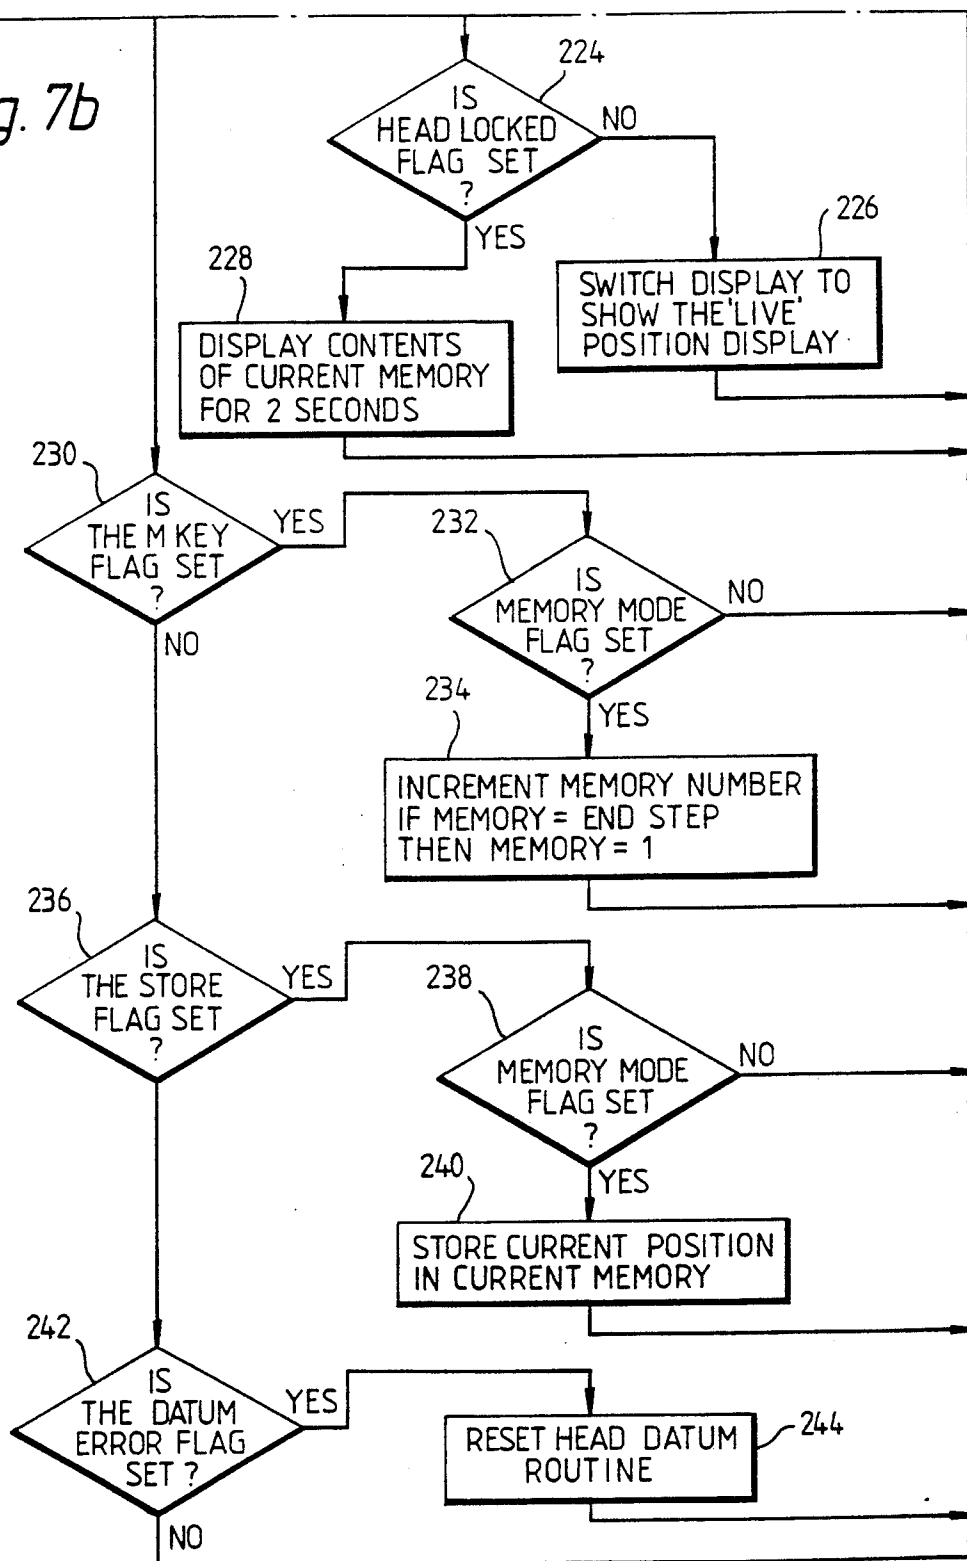 g. 7b
224
IS
HEAD LOCKED
FLAG SET
?
NO
YES
226
SWITCH DISPLAY TO
SHOW THE 'LIVE'
POSITION DISPLAY
228
DISPLAY CONTENTS
OF CURRENT MEMORY
FOR 2 SECONDS
230
IS
THE M KEY
FLAG SET
?
YES
NO
232
IS
MEMORY MODE
FLAG SET
?
NO
YES
234
INCREMENT MEMORY NUMBER
IF MEMORY = END STEP
THEN MEMORY = 1
236
IS
THE STORE
FLAG SET
?
YES
238
IS
MEMORY MODE
FLAG SET
?
NO
YES
240
STORE CURRENT POSITION
IN CURRENT MEMORY
242
IS
THE DATUM
ERROR FLAG
SET ?
YES
NO
244
RESET HEAD DATUM
ROUTINE